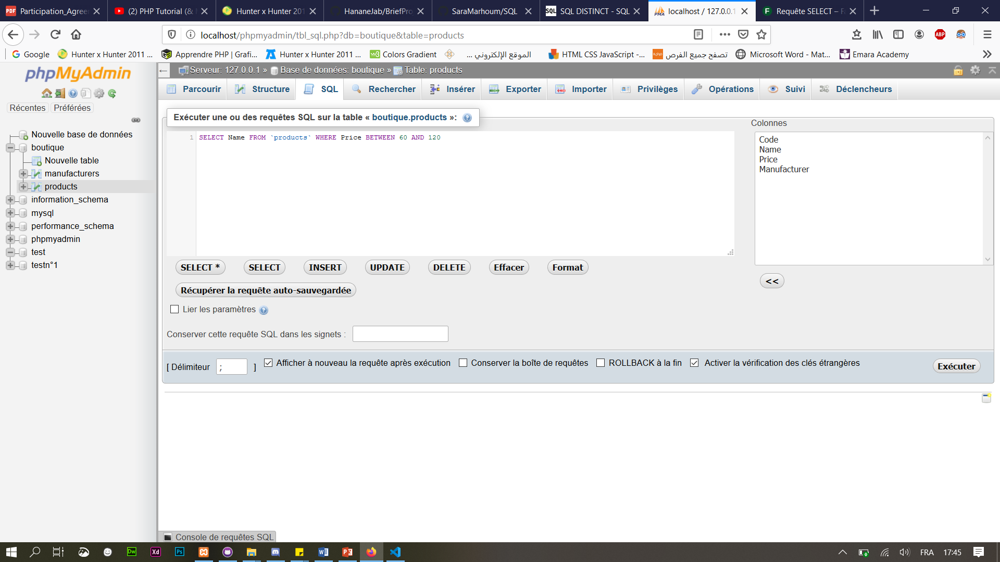 Participation_Agree
(2) PHP Tutorial (&
Hunter x Hunter 201
HananeJab/BriefPro
SaraMarhoum/SQL
SQL DISTINCT - SQL
localhost / 127.0.0.1
Requête SELECT – F
localhost/phpmyadmin/tbl_sql.php?db=boutique&table=products
Google
Hunter x Hunter 2011 ...
Apprendre PHP | Grafi...
Hunter x Hunter 2011 ...
Colors Gradient
الموقع الإلكتروني ...
HTML CSS JavaScript -...
تصفح جميع الفرص
Microsoft Word - Mat...
Emara Academy
phpMyAdmin
Récentes
Préférées
Nouvelle base de données
boutique
Nouvelle table
manufacturers
products
information_schema
mysql
performance_schema
phpmyadmin
test
testn°1
Serveur: 127.0.0.1 » Base de données: boutique » Table: products
Parcourir
Structure
SQL
Rechercher
Insérer
Exporter
Importer
Privilèges
Opérations
Suivi
Déclencheurs
Exécuter une ou des requêtes SQL sur la table « boutique.products »:
1 SELECT Name FROM `products` WHERE Price BETWEEN 60 AND 120
Colonnes
Code
Name
Price
Manufacturer
<<
SELECT *
SELECT
INSERT
UPDATE
DELETE
Effacer
Format
Récupérer la requête auto-sauvegardée
Lier les paramètres
Conserver cette requête SQL dans les signets :
[ Délimiteur ; ]
Afficher à nouveau la requête après exécution
Conserver la boîte de requêtes
ROLLBACK à la fin
Activer la vérification des clés étrangères
Exécuter
Console de requêtes SQL
FRA
17:45